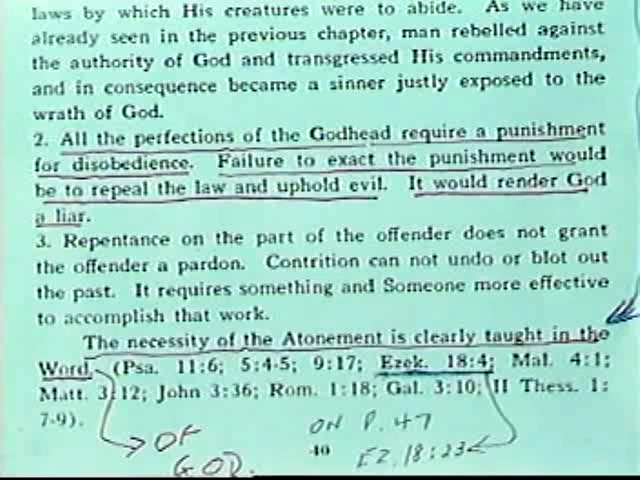 laws by which His creatures were to abide. As we have
already seen in the previous chapter, man rebelled against
the authority of God and transgressed His commandments,
and in consequence became a sinner justly exposed to the
wrath of God.
2. All the perfections of the Godhead require a punishment
for disobedience. Failure to exact the punishment would
be to repeal the law and uphold evil. It would render God
a liar.
3. Repentance on the part of the offender does not grant
the offender a pardon. Contrition can not undo or blot out
the past. It requires something and Someone more effective
to accomplish that work.
The necessity of the Atonement is clearly taught in the
Word. (Psa. 11:6; 5:4-5; 9:17; Ezek. 18:4; Mal. 4:1;
Matt. 3:12; John 3:36; Rom. 1:18; Gal. 3:10; II Thess. 1:
7-9).
ON P. 47
OF
GOD.
40
EZ. 18:23